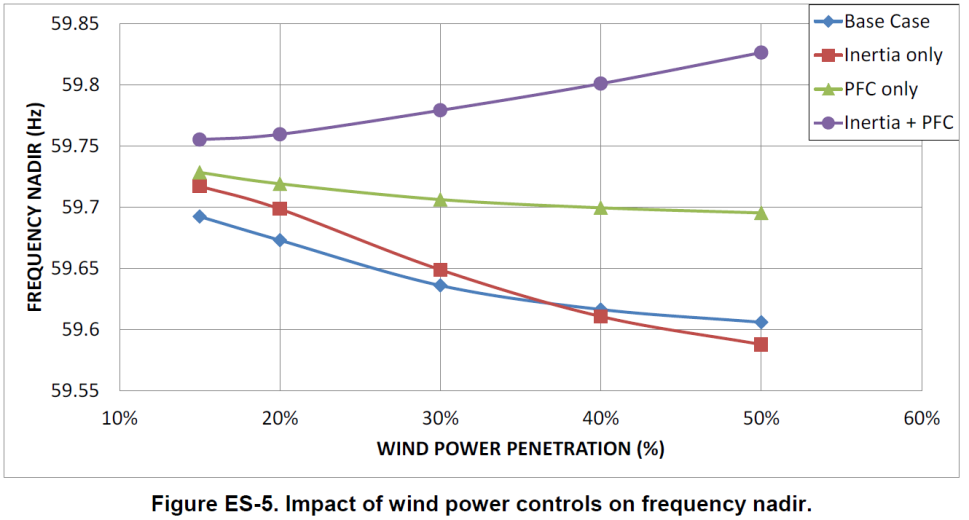 59.85
59.8
59.75
59.7
59.65
59.6
59.55
FREQUENCY NADIR (Hz)
10%
20%
30%
40%
50%
60%
WIND POWER PENETRATION (%)
Base Case
Inertia only
PFC only
Inertia + PFC
Figure ES-5. Impact of wind power controls on frequency nadir.